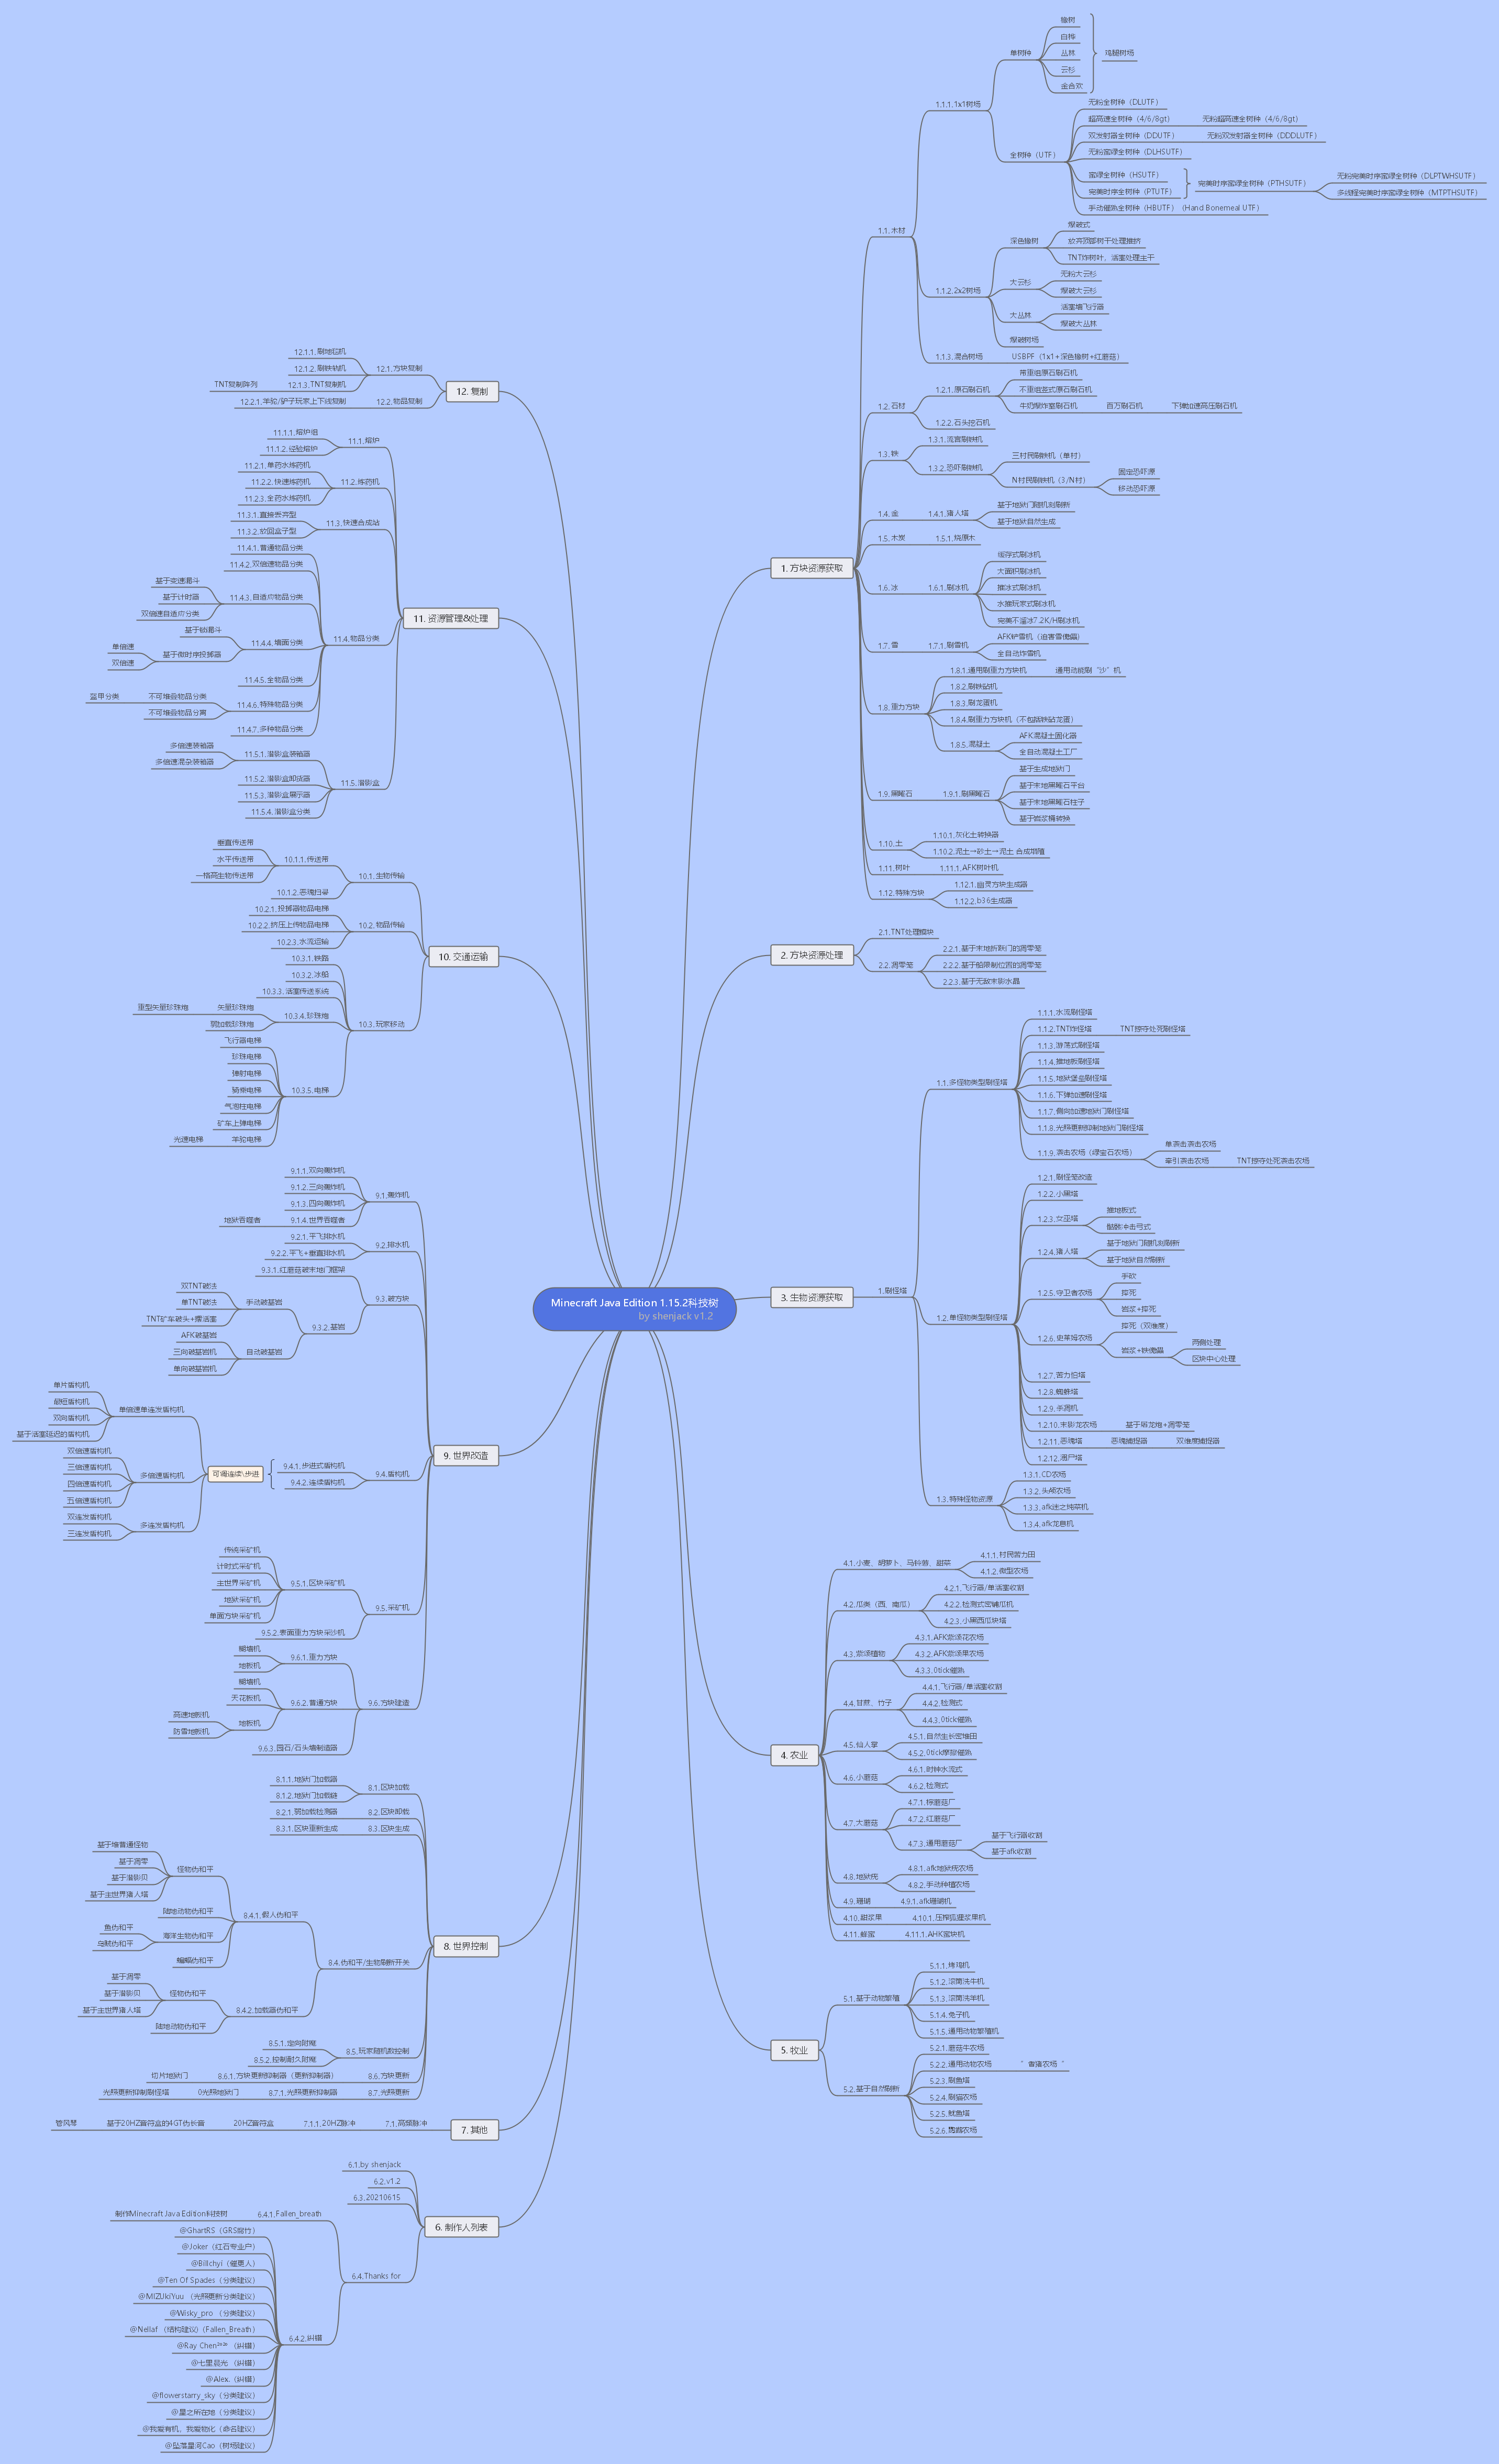 Minecraft Java Edition 1.15.2科技树
by shenjack v1.2
1. 方块资源获取
1.1. 木材
1.1.1. 1x1树场
单树种
橡树
白桦
丛林
云杉
金合欢
鸡腿树场
全树种（UTF）
无粉全树种（DLUTF）
超高速全树种（4/6/8gt）
无粉超高速全树种（4/6/8gt）
双发射器全树种（DDUTF）
无粉双发射器全树种（DDDLUTF）
无粉蛮绿全树种（DLHSUTF）
蛮绿全树种（HSUTF）
完美时序全树种（PTUTF）
完美时序蛮绿全树种（PTHSUTF）
无粉完美时序蛮绿全树种（DLPTWHSUTF）
多线程完美时序蛮绿全树种（MTPTHSUTF）
手动催熟全树种（HBUTF）（Hand Bonemeal UTF）
1.1.2. 2x2树场
深色橡树
爆破式
放弃顶部树干处理推挤
TNT炸树叶，活塞处理主干
大云杉
无粉大云杉
爆破大云杉
大丛林
活塞墙飞行器
爆破大丛林
爆破树场
1.1.3. 混合树场
USBPF（1x1+深色橡树+红蘑菇）
1.2. 石材
1.2.1. 原石刷石机
带重组原石刷石机
不重组竖式原石刷石机
牛奶爆炸塞刷石机
百万刷石机
下弹加速高压刷石机
1.2.2. 石头挖石机
1.3. 铁
1.3.1. 流言刷铁机
1.3.2. 恐吓刷铁机
三村民刷铁机（单村）
N村民刷铁机（3/N村）
固定恐吓源
移动恐吓源
1.4. 金
1.4.1. 猪人塔
基于地狱门随机刻刷新
基于地狱自然生成
1.5. 木炭
1.5.1. 烧原木
1.6. 冰
1.6.1. 刷冰机
缓存式刷冰机
大面积刷冰机
推冰式刷冰机
水推玩家式刷冰机
完美不溜冰7.2K/H刷冰机
1.7. 雪
1.7.1. 刷雪机
AFK铲雪机（迫害雪傀儡）
全自动炸雪机
1.8. 重力方块
1.8.1. 通用刷重力方块机
通用动能刷“沙”机
1.8.2. 刷铁砧机
1.8.3. 刷龙蛋机
1.8.4. 刷重力方块机（不包括铁砧龙蛋）
1.8.5. 混凝土
AFK混凝土固化器
全自动混凝土工厂
1.9. 黑曜石
1.9.1. 刷黑曜石
基于生成地狱门
基于末地黑曜石平台
基于末地黑曜石柱子
基于岩浆桶转换
1.10. 土
1.10.1. 灰化土转换器
1.10.2. 泥土→砂土→泥土 合成增殖
1.11. 树叶
1.11.1. AFK树叶机
1.12. 特殊方块
1.12.1. 幽灵方块生成器
1.12.2. b36生成器
2. 方块资源处理
2.1. TNT处理模块
2.2. 凋零笼
2.2.1. 基于末地折跃门的凋零笼
2.2.2. 基于船限制位置的凋零笼
2.2.3. 基于无敌末影水晶
3. 生物资源获取
1. 刷怪塔
1.1. 多怪物类型刷怪塔
1.1.1. 水流刷怪塔
1.1.2. TNT炸怪塔
TNT掠夺处死刷怪塔
1.1.3. 游荡式刷怪塔
1.1.4. 推地板刷怪塔
1.1.5. 地狱堡垒刷怪塔
1.1.6. 下弹加速刷怪塔
1.1.7. 侧向加速地狱门刷怪塔
1.1.8. 光照更新抑制地狱门刷怪塔
1.1.9. 袭击农场（绿宝石农场）
单袭击袭击农场
牵引袭击农场
TNT掠夺处死袭击农场
1.2. 单怪物类型刷怪塔
1.2.1. 刷怪笼改造
1.2.2. 小黑塔
1.2.3. 女巫塔
推地板式
骷髅冲击弓式
1.2.4. 猪人塔
基于地狱门随机刻刷新
基于地狱自然刷新
1.2.5. 守卫者农场
手砍
摔死
岩浆+摔死
1.2.6. 史莱姆农场
摔死（双维度）
岩浆+铁傀儡
两侧处理
区块中心处理
1.2.7. 苦力怕塔
1.2.8. 蜘蛛塔
1.2.9. 杀凋机
1.2.10. 末影龙农场
基于锻龙炮+凋零笼
1.2.11. 恶魂塔
恶魂捕捉器
双维度捕捉器
1.2.12. 溺尸塔
1.3. 特殊怪物资源
1.3.1. CD农场
1.3.2. 头颅农场
1.3.3. afk迷之炖菜机
1.3.4. afk龙息机
4. 农业
4.1. 小麦、胡萝卜、马铃薯、甜菜
4.1.1. 村民苦力田
4.1.2. 微型农场
4.2. 瓜类（西、南瓜）
4.2.1. 飞行器/单活塞收割
4.2.2. 检测式密铺瓜机
4.2.3. 小黑西瓜块塔
4.3. 紫颂植物
4.3.1. AFK紫颂花农场
4.3.2. AFK紫颂果农场
4.3.3. 0tick催熟
4.4. 甘蔗、竹子
4.4.1. 飞行器/单活塞收割
4.4.2. 检测式
4.4.3. 0tick催熟
4.5. 仙人掌
4.5.1. 自然生长密堆田
4.5.2. 0tick摩擦催熟
4.6. 小蘑菇
4.6.1. 时钟水流式
4.6.2. 检测式
4.7. 大蘑菇
4.7.1. 棕蘑菇厂
4.7.2. 红蘑菇厂
4.7.3. 通用蘑菇厂
基于飞行器收割
基于afk收割
4.8. 地狱疣
4.8.1. afk地狱疣农场
4.8.2. 手动种植农场
4.9. 珊瑚
4.9.1. afk珊瑚机
4.10. 甜浆果
4.10.1. 压榨狐狸浆果机
4.11. 蜂蜜
4.11.1. AHK蜜块机
5. 牧业
5.1. 基于动物繁殖
5.1.1. 烤鸡机
5.1.2. 滚筒洗牛机
5.1.3. 滚筒洗羊机
5.1.4. 兔子机
5.1.5. 通用动物繁殖机
5.2. 基于自然刷新
5.2.1. 蘑菇牛农场
5.2.2. 通用动物农场
5.2.3. 刷鱼塔
5.2.4. 刷猫农场
5.2.5. 鱿鱼塔
5.2.6. 鹦鹉农场
12. 复制
12.1. 方块复制
12.1.1. 刷地毯机
12.1.2. 刷铁轨机
12.1.3. TNT复制机
TNT复制阵列
12.2. 物品复制
12.2.1. 羊驼/驴子玩家上下线复制
11. 资源管理&处理
11.1. 熔炉
11.1.1. 熔炉组
11.1.2. 经验熔炉
11.2. 炼药机
11.2.1. 单药水炼药机
11.2.2. 快速炼药机
11.2.3. 全药水炼药机
11.3. 快速合成站
11.3.1. 直接丢弃型
11.3.2. 放回盒子型
11.4. 物品分类
11.4.1. 普通物品分类
11.4.2. 双倍速物品分类
11.4.3. 自适应物品分类
基于变速漏斗
基于计时器
双倍速自适应分类
11.4.4. 墙面分类
基于锁漏斗
基于微时序投掷器
单倍速
双倍速
11.4.5. 全物品分类
11.4.6. 特殊物品分类
不可堆叠物品分类
盔甲分类
不可堆叠物品分离
11.4.7. 多种物品分类
11.5. 潜影盒
11.5.1. 潜影盒装箱器
多倍速装箱器
多倍速混杂装箱器
11.5.2. 潜影盒卸货器
11.5.3. 潜影盒展示器
11.5.4. 潜影盒分类
10. 交通运输
10.1. 生物传输
10.1.1. 传送带
垂直传送带
水平传送带
一格高生物传送带
10.1.2. 恶魂扫帚
10.2. 物品传输
10.2.1. 投掷器物品电梯
10.2.2. 挤压上传物品电梯
10.2.3. 水流运输
10.3. 玩家移动
10.3.1. 铁路
10.3.2. 冰船
10.3.3. 活塞传送系统
10.3.4. 珍珠炮
矢量珍珠炮
重型矢量珍珠炮
弱加载珍珠炮
10.3.5. 电梯
飞行器电梯
珍珠电梯
弹射电梯
骑乘电梯
气泡柱电梯
矿车上弹电梯
羊驼电梯
光速电梯
9. 世界改造
9.1. 轰炸机
9.1.1. 双向轰炸机
9.1.2. 三向轰炸机
9.1.3. 四向轰炸机
9.1.4. 世界吞噬者
地狱吞噬者
9.2. 排水机
9.2.1. 平飞排水机
9.2.2. 平飞+垂直排水机
9.3. 破方块
9.3.1. 红蘑菇破末地门框架
9.3.2. 基岩
手动破基岩
双TNT破法
单TNT破法
TNT矿车破头+摆活塞
自动破基岩
AFK破基岩
三向破基岩机
单向破基岩机
9.4. 盾构机
9.4.1. 步进式盾构机
9.4.2. 连续盾构机
可调连续\步进
单倍速单连发盾构机
单片盾构机
超短盾构机
双向盾构机
基于活塞延迟的盾构机
多倍速盾构机
双倍速盾构机
三倍速盾构机
四倍速盾构机
五倍速盾构机
多连发盾构机
双连发盾构机
三连发盾构机
9.5. 采矿机
9.5.1. 区块采矿机
传统采矿机
计时式采矿机
主世界采矿机
地狱采矿机
单面方块采矿机
9.5.2. 表面重力方块采沙机
9.6. 方块建造
9.6.1. 重力方块
糊墙机
地板机
9.6.2. 普通方块
糊墙机
天花板机
地板机
高速地板机
防雪地板机
9.6.3. 圆石/石头墙制造器
8. 世界控制
8.1. 区块加载
8.1.1. 地狱门加载器
8.1.2. 地狱门加载链
8.2. 区块卸载
8.2.1. 弱加载检测器
8.3. 区块生成
8.3.1. 区块重新生成
8.4. 伪和平/生物刷新开关
8.4.1. 假人伪和平
怪物伪和平
基于堆普通怪物
基于凋零
基于潜影贝
基于主世界猪人塔
陆地动物伪和平
海洋生物伪和平
鱼伪和平
乌贼伪和平
蝙蝠伪和平
8.4.2. 加载器伪和平
怪物伪和平
基于凋零
基于潜影贝
基于主世界猪人塔
陆地动物伪和平
8.5. 玩家随机数控制
8.5.1. 定向附魔
8.5.2. 控制耐久附魔
8.6. 方块更新
8.6.1. 方块更新抑制器（更新抑制器）
切片地狱门
8.7. 光照更新
8.7.1. 光照更新抑制器
0光照地狱门
光照更新抑制刷怪塔
7. 其他
7.1. 高频脉冲
7.1.1. 20HZ脉冲
20HZ音符盒
基于20HZ音符盒的4GT伪长音
管风琴
6. 制作人列表
6.1. by shenjack
6.2. v1.2
6.3. 20210615
6.4. Thanks for
6.4.1. Fallen_breath
制作Minecraft Java Edition科技树
6.4.2. 纠错
@GhartRS（GRS腐竹）
@Joker（红石专业户）
@Billchyi（催更人）
@Ten Of Spades（分类建议）
@MIZUkiYuu （光照更新分类建议）
@Wisky_pro （分类建议）
@Nellaf （结构建议)（Fallen_Breath）
@Ray Chen （纠错）
@七里晨光 （纠错）
@Alex.（纠错）
@flowerstarry_sky（分类建议）
@星之所在地（分类建议）
@我爱有机，我爱物化（命名建议）
@坠落星河Cao（树场建议）